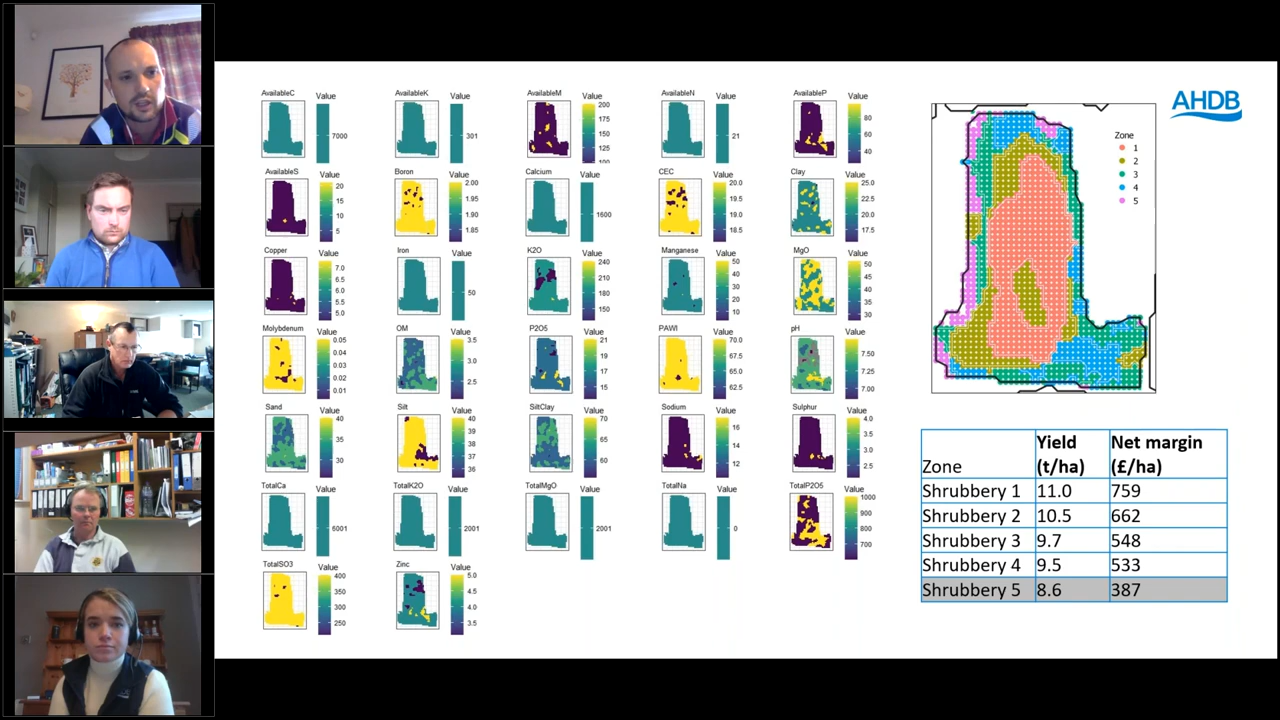 AvailableC Value 7000
AvailableK Value 301
AvailableM Value 200 175 150 125 100
AvailableN Value 21
AvailableP Value 80 60 40
AvailableS Value 20 15 10 5
Boron Value 2.00 1.95 1.90 1.85
Calcium Value 1600
CEC Value 20.0 19.5 19.0 18.5
Clay Value 25.0 22.5 20.0 17.5
Copper Value 7.0 6.5 6.0 5.5 5.0
Iron Value 50
K2O Value 240 210 180 150
Manganese Value 50 40 30 20 10
MgO Value 50 45 40 35 30
Molybdenum Value 0.05 0.04 0.03 0.02 0.01
OM Value 3.5 3.0 2.5
P2O5 Value 21 19 17 15
PAWI Value 70.0 67.5 65.0 62.5
pH Value 7.50 7.25 7.00
Sand Value 40 35 30
Silt Value 40 39 38 37 36
SiltClay Value 70 65 60
Sodium Value 16 14 12
Sulphur Value 4.0 3.5 3.0 2.5
TotalCa Value 6001
TotalK2O Value 2001
TotalMgO Value 2001
TotalNa Value 0
TotalP2O5 Value 1000 900 800 700
TotalSO3 Value 400 350 300 250
Zinc Value 5.0 4.5 4.0 3.5
AHDB
Zone
1
2
3
4
5
Zone Yield (t/ha) Net margin (£/ha)
Shrubbery 1 11.0 759
Shrubbery 2 10.5 662
Shrubbery 3 9.7 548
Shrubbery 4 9.5 533
Shrubbery 5 8.6 387